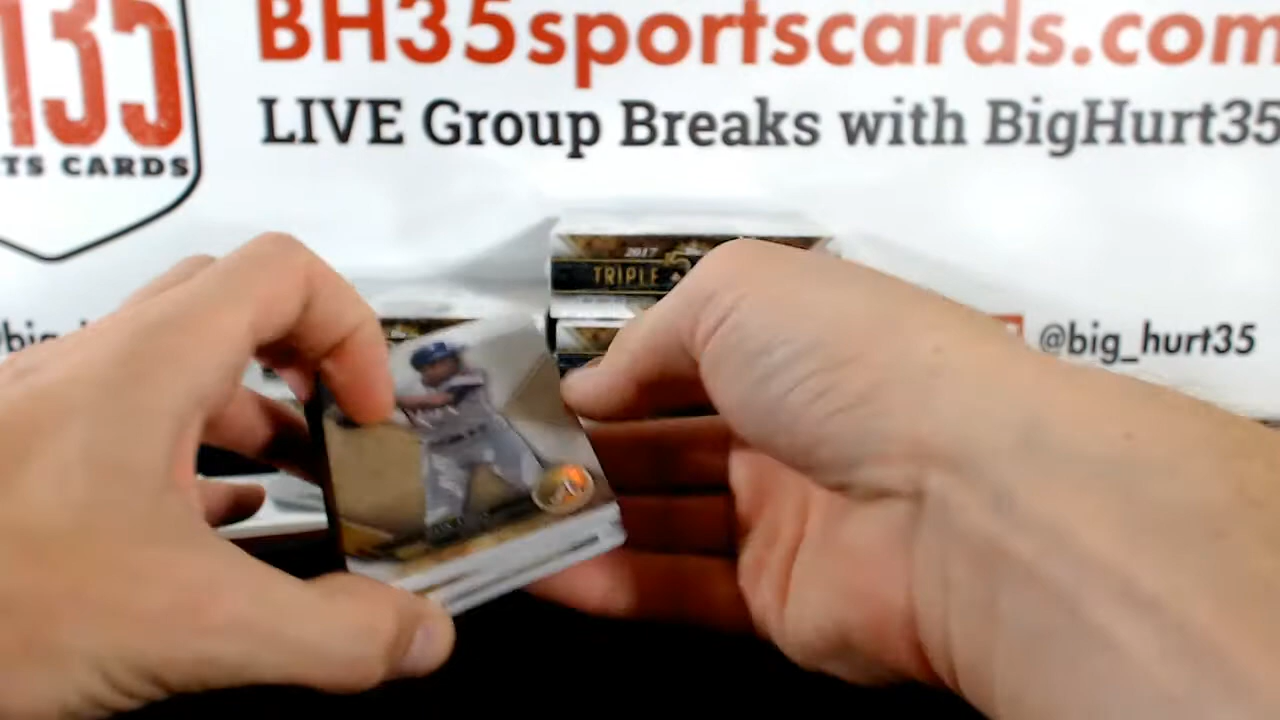 135
TS CARDS
BH35sportscards.com
LIVE Group Breaks with BigHurt35
2017
TRIPLE
@big_hurt35